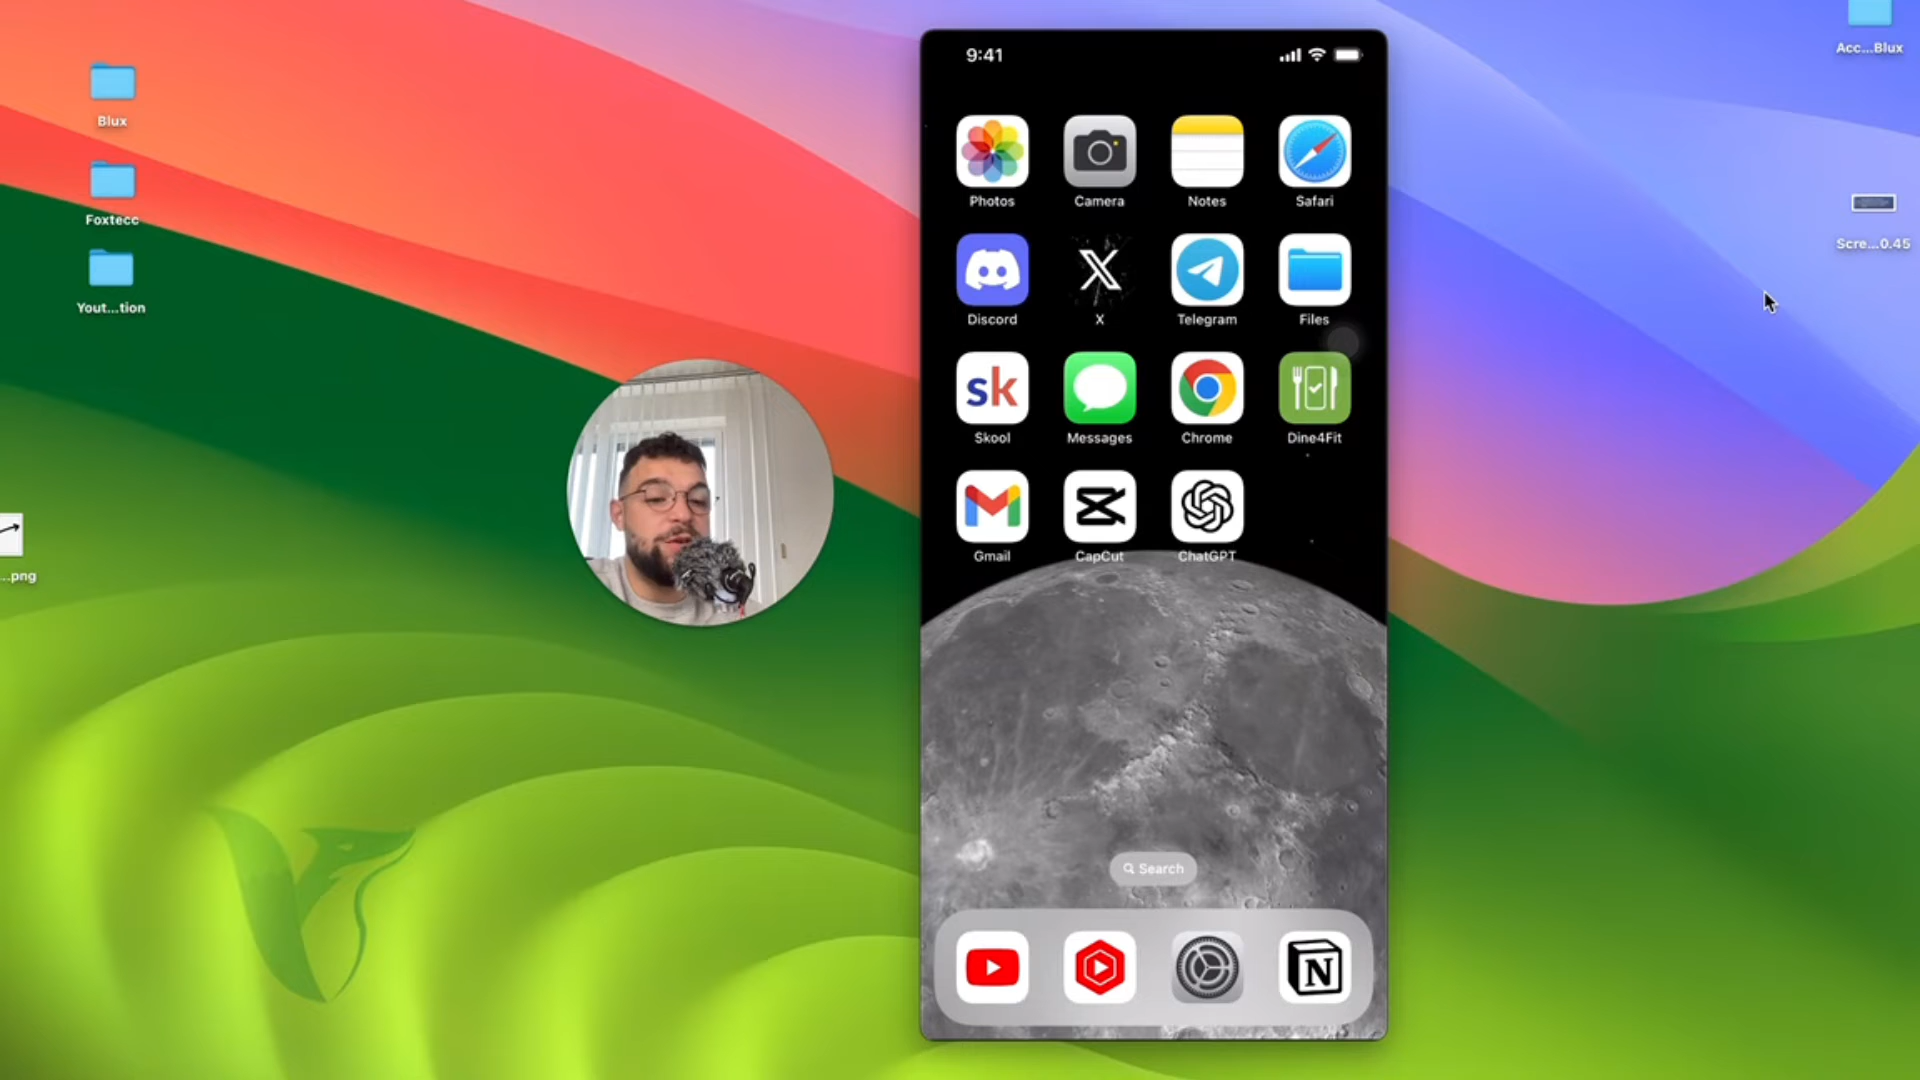 Acc...Blux
Blux
Foxtecc
Yout...tion
...png
Scre...0.45
9:41
Photos
Camera
Notes
Safari
Discord
X
Telegram
Files
sk
Skool
Messages
Chrome
Dine4Fit
Gmail
CapCut
ChatGPT
Search
N